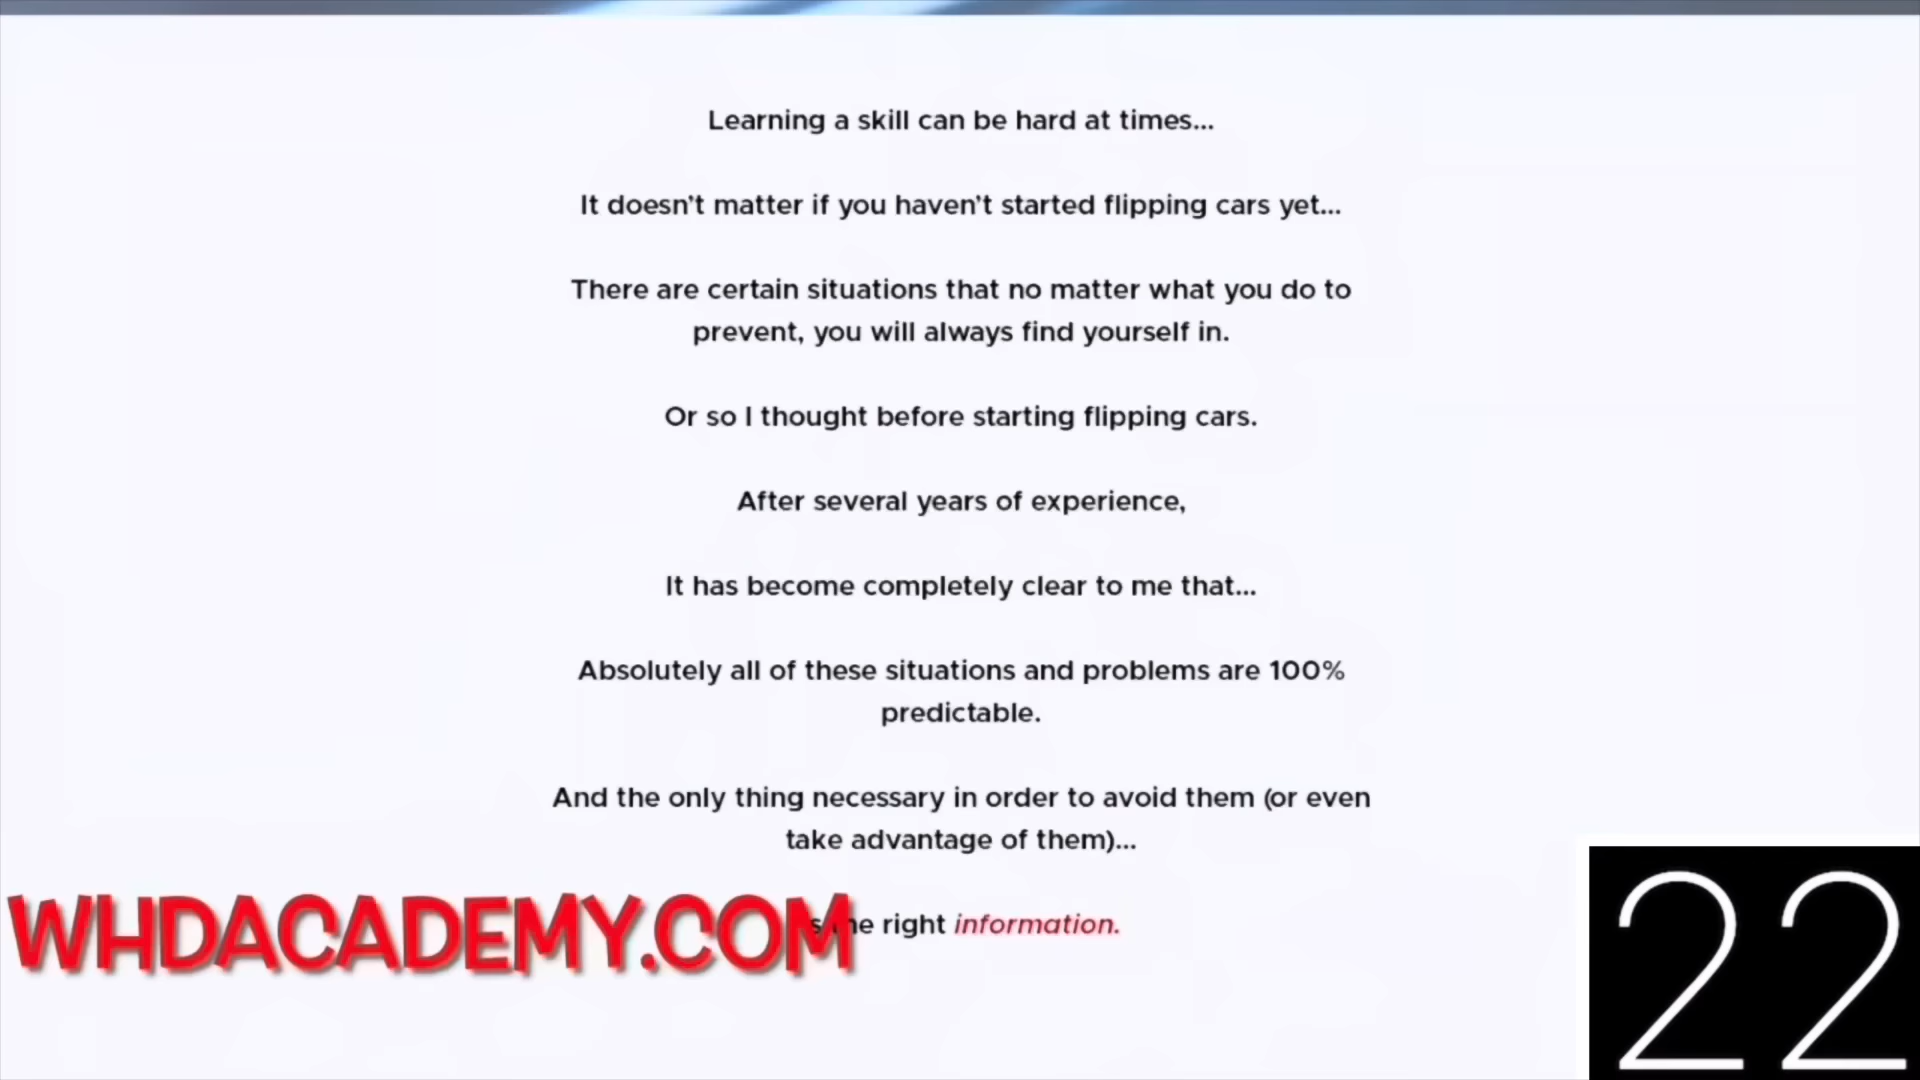 Learning a skill can be hard at times...
It doesn't matter if you haven't started flipping cars yet...
There are certain situations that no matter what you do to
prevent, you will always find yourself in.
Or so I thought before starting flipping cars.
After several years of experience,
It has become completely clear to me that...
Absolutely all of these situations and problems are 100%
predictable.
And the only thing necessary in order to avoid them (or even
take advantage of them)...
right information.
WHDACADEMY.COM
22